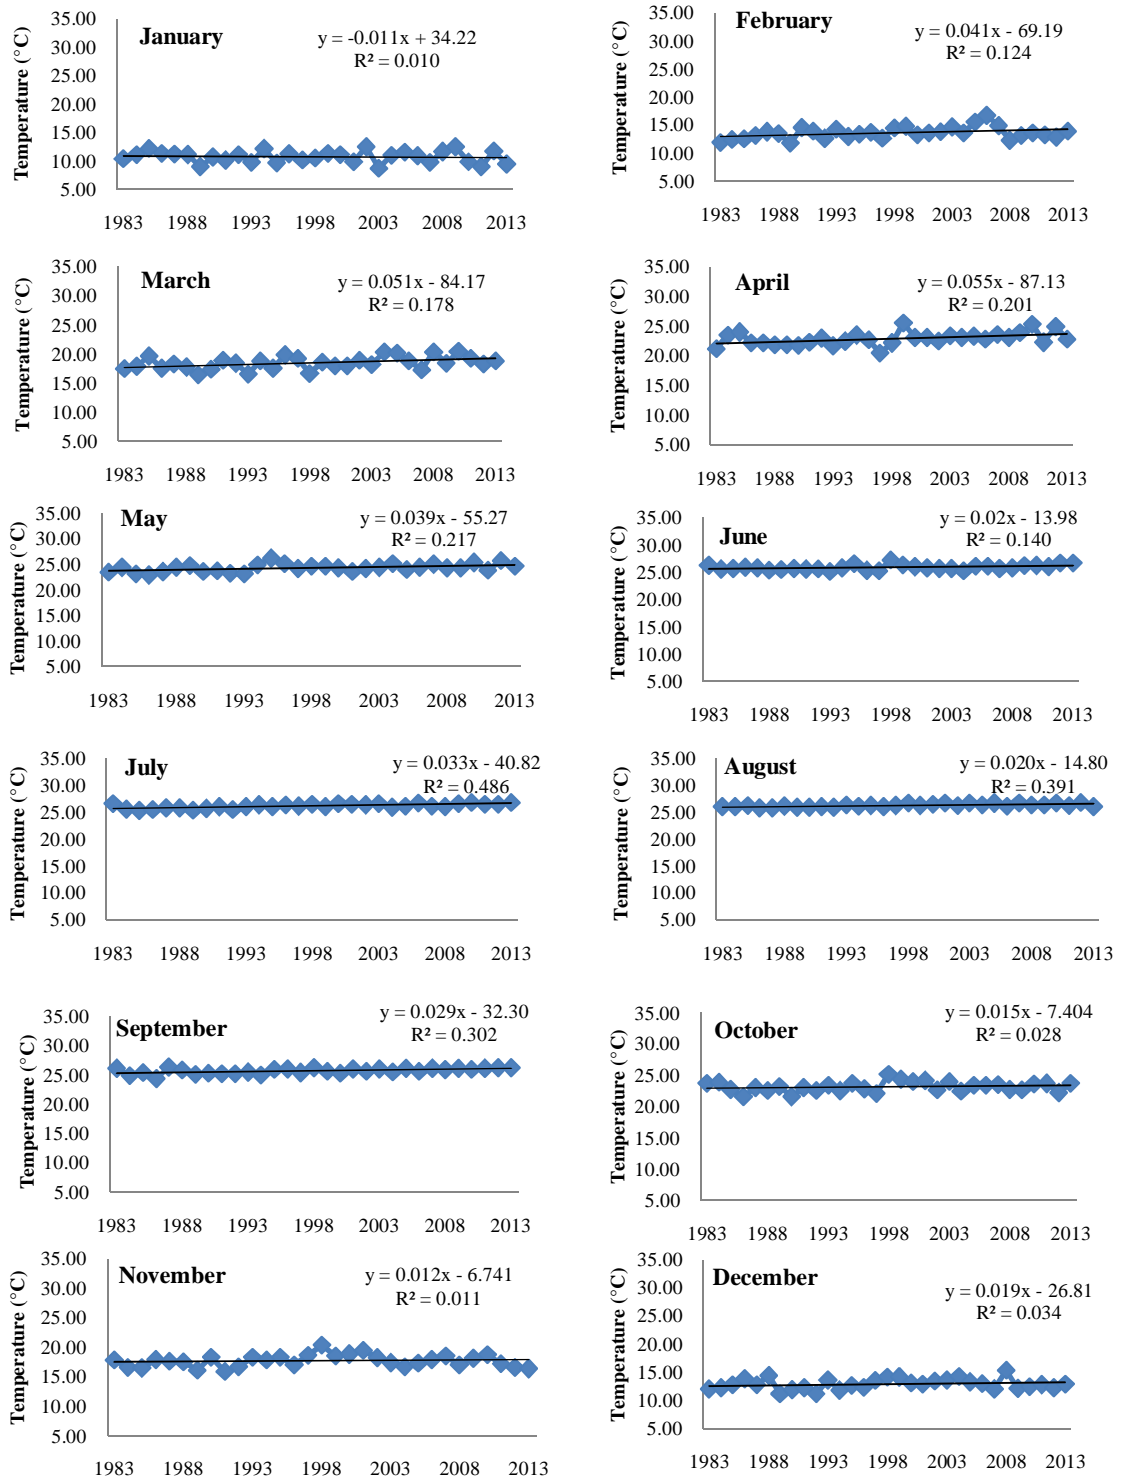 January
y = -0.011x + 34.22
R² = 0.010
Temperature (°C)
35.00
30.00
25.00
20.00
15.00
10.00
5.00
1983 1988 1993 1998 2003 2008 2013
February
y = 0.041x - 69.19
R² = 0.124
Temperature (°C)
35.00
30.00
25.00
20.00
15.00
10.00
5.00
1983 1988 1993 1998 2003 2008 2013
March
y = 0.051x - 84.17
R² = 0.178
Temperature (°C)
35.00
30.00
25.00
20.00
15.00
10.00
5.00
1983 1988 1993 1998 2003 2008 2013
April
y = 0.055x - 87.13
R² = 0.201
Temperature (°C)
35.00
30.00
25.00
20.00
15.00
10.00
5.00
1983 1988 1993 1998 2003 2008 2013
May
y = 0.039x - 55.27
R² = 0.217
Temperature (°C)
35.00
30.00
25.00
20.00
15.00
10.00
5.00
1983 1988 1993 1998 2003 2008 2013
June
y = 0.02x - 13.98
R² = 0.140
Temperature (°C)
35.00
30.00
25.00
20.00
15.00
10.00
5.00
1983 1988 1993 1998 2003 2008 2013
July
y = 0.033x - 40.82
R² = 0.486
Temperature (°C)
35.00
30.00
25.00
20.00
15.00
10.00
5.00
1983 1988 1993 1998 2003 2008 2013
August
y = 0.020x - 14.80
R² = 0.391
Temperature (°C)
35.00
30.00
25.00
20.00
15.00
10.00
5.00
1983 1988 1993 1998 2003 2008 2013
September
y = 0.029x - 32.30
R² = 0.302
Temperature (°C)
35.00
30.00
25.00
20.00
15.00
10.00
5.00
1983 1988 1993 1998 2003 2008 2013
October
y = 0.015x - 7.404
R² = 0.028
Temperature (°C)
35.00
30.00
25.00
20.00
15.00
10.00
5.00
1983 1988 1993 1998 2003 2008 2013
November
y = 0.012x - 6.741
R² = 0.011
Temperature (°C)
35.00
30.00
25.00
20.00
15.00
10.00
5.00
1983 1988 1993 1998 2003 2008 2013
December
y = 0.019x - 26.81
R² = 0.034
Temperature (°C)
35.00
30.00
25.00
20.00
15.00
10.00
5.00
1983 1988 1993 1998 2003 2008 2013